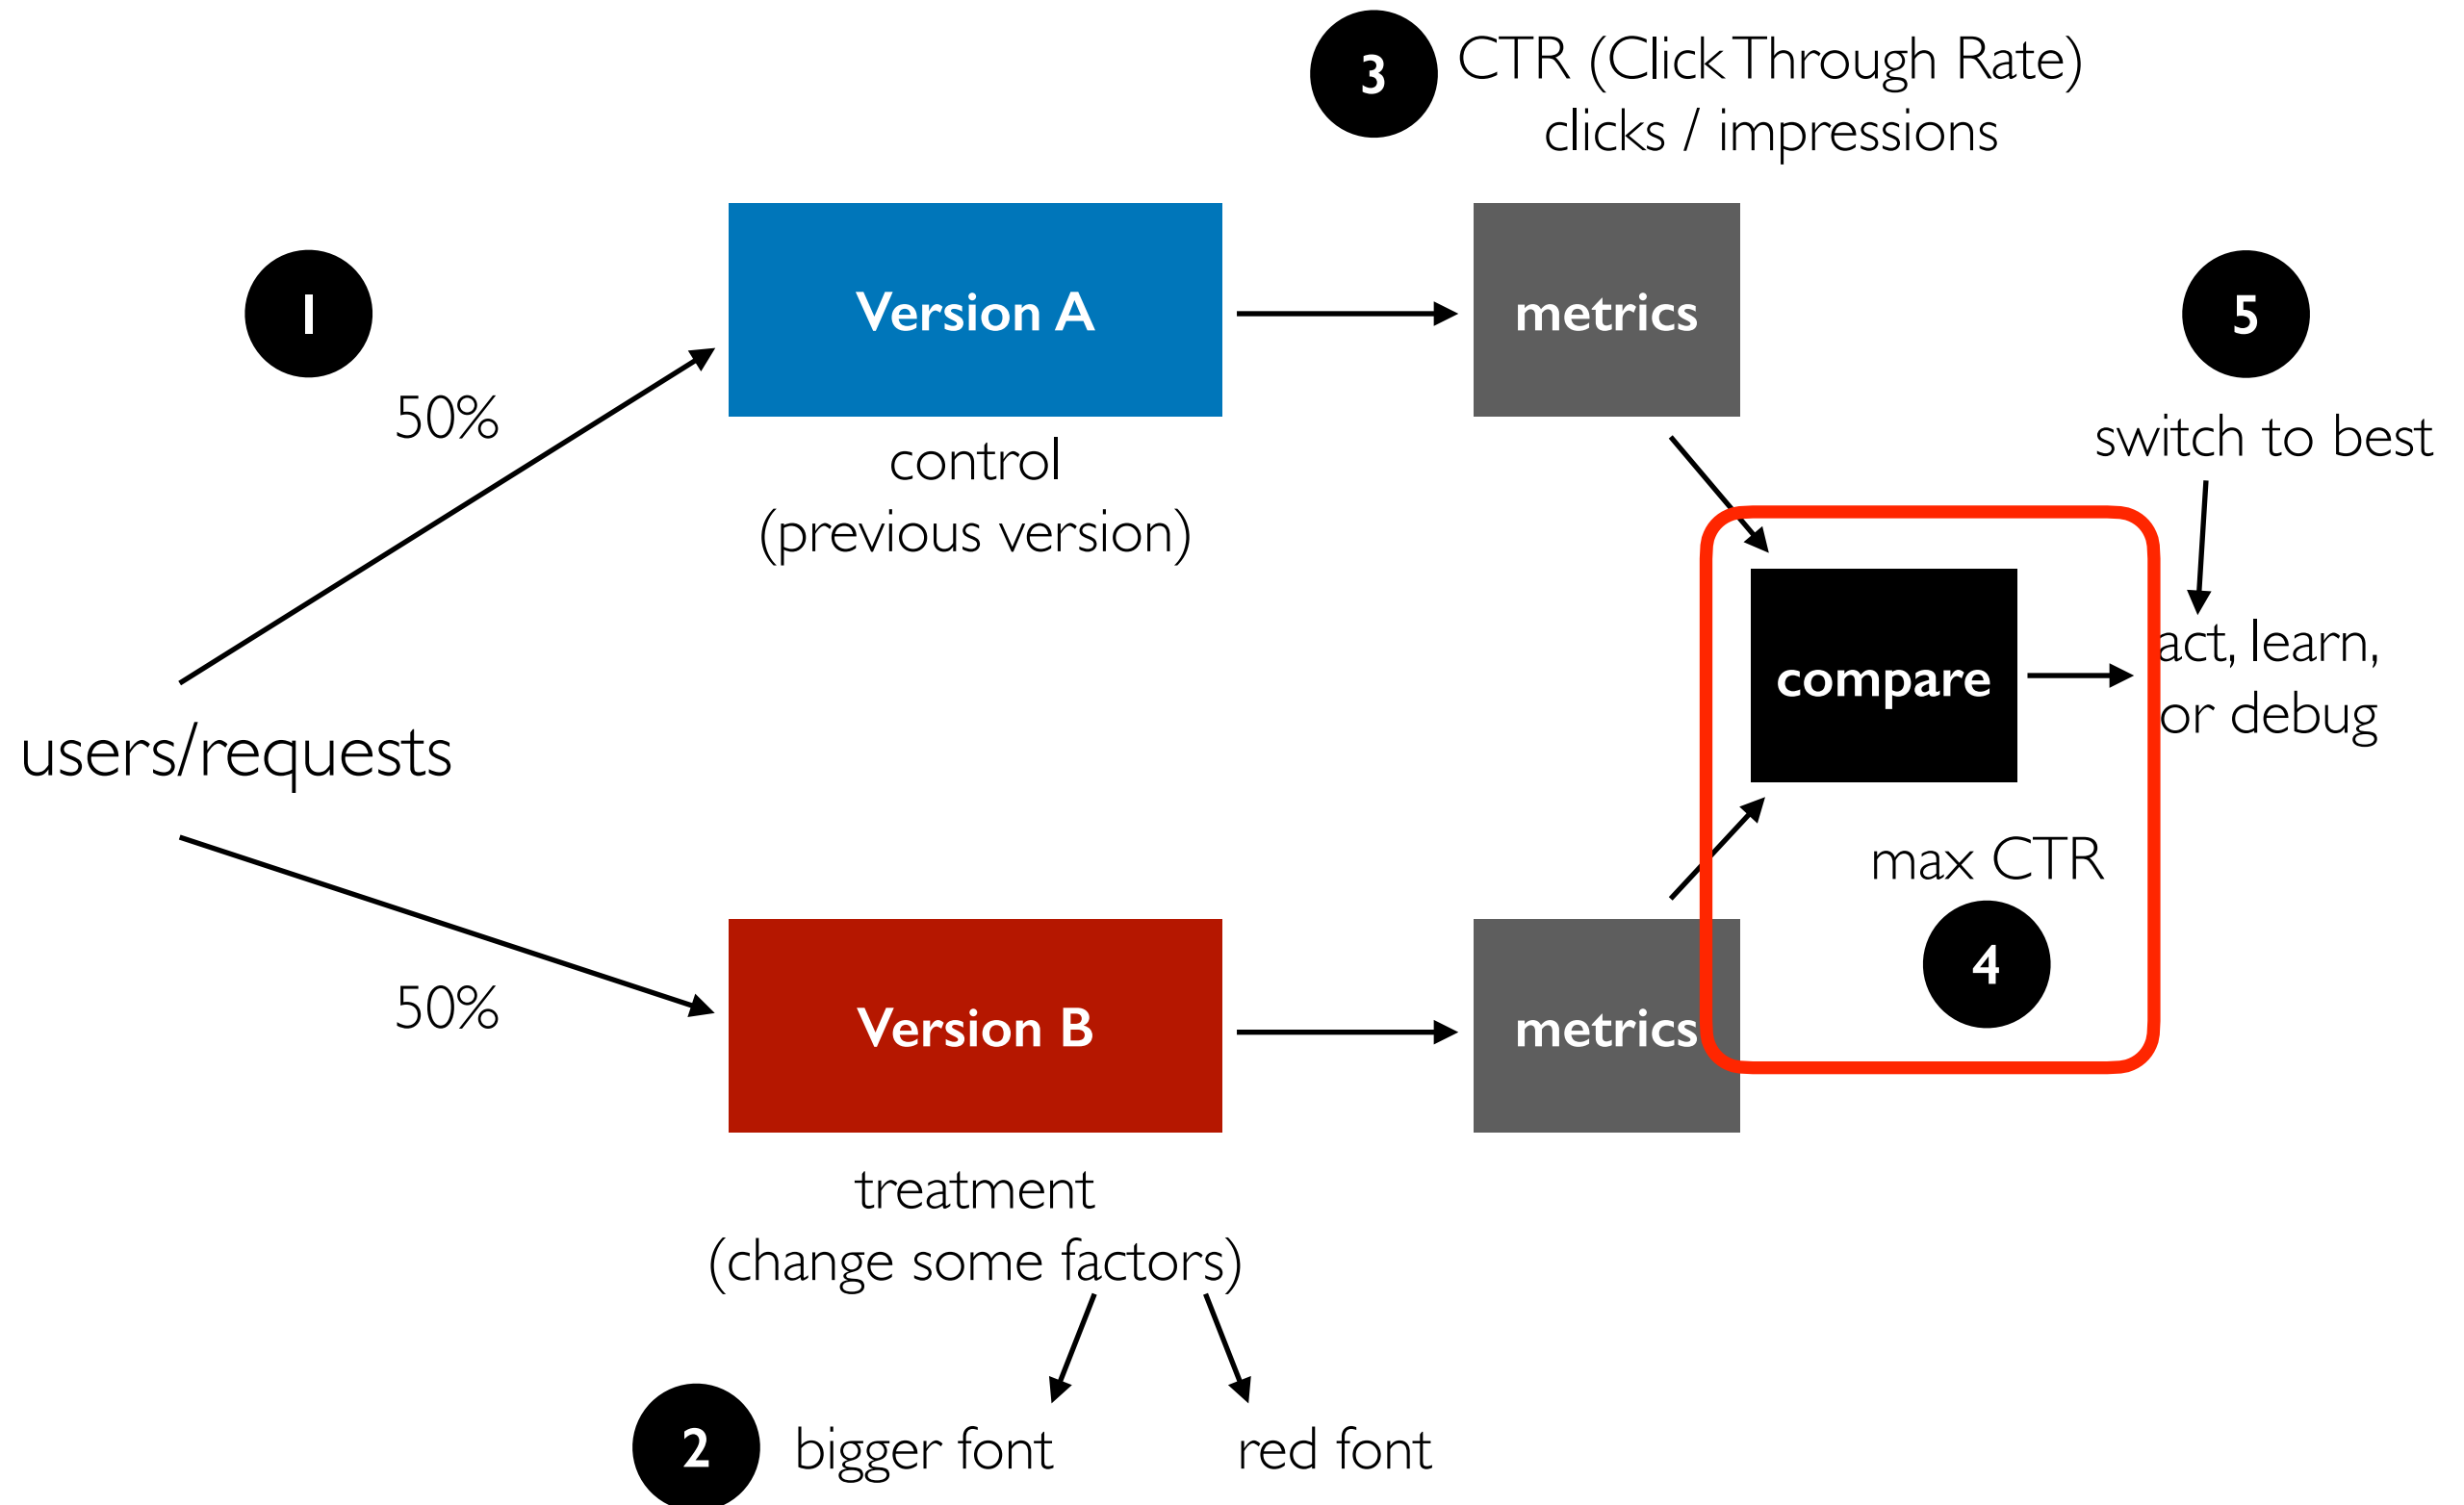 3
CTR (Click Through Rate)
clicks / impressions
1
50%
Version A
metrics
5
control
(previous version)
switch to best
users/requests
compare
act, learn,
or debug
max CTR
4
50%
Version B
metrics
treatment
(change some factors)
2
bigger font
red font